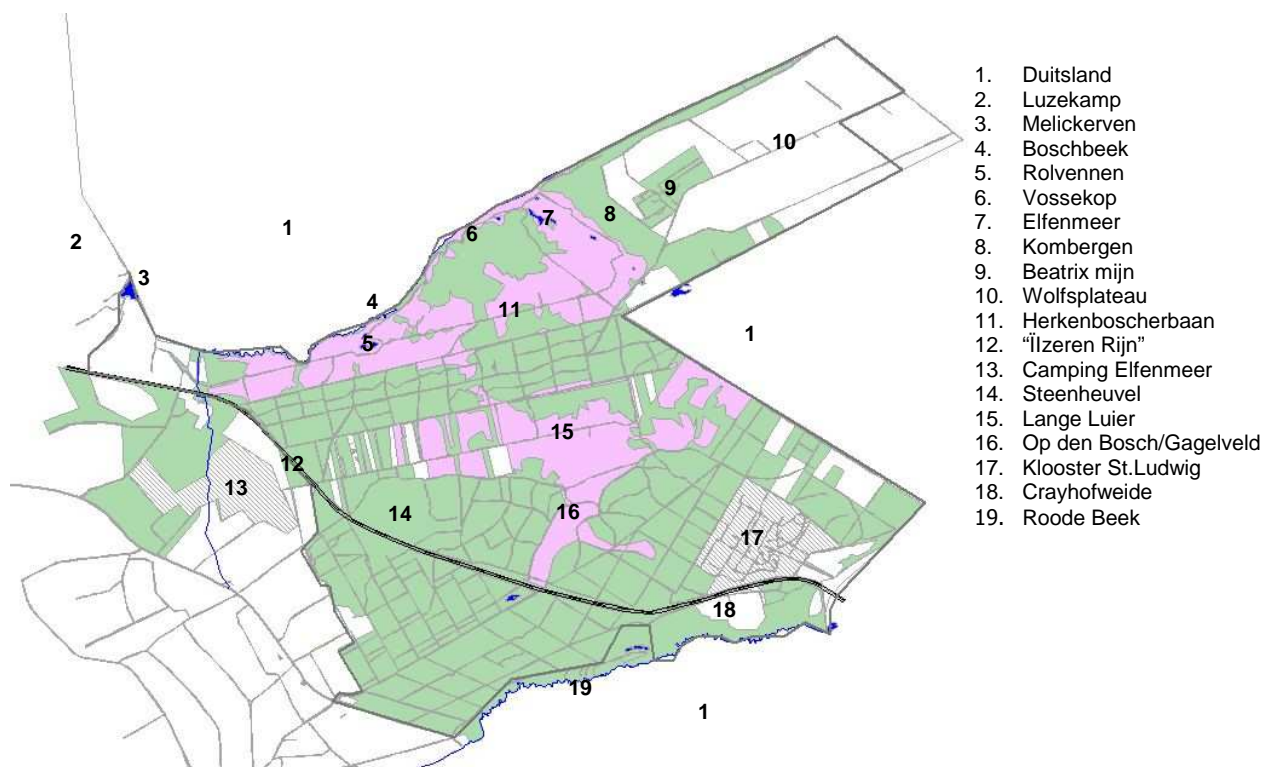 10
9
8
7
6
1
2
3
4
11
5
1
15
12
13
14
16
17
18
19
1
1. Duitsland
2. Luzekamp
3. Melickerven
4. Boschbeek
5. Rolvennen
6. Vossekop
7. Elfenmeer
8. Kombergen
9. Beatrix mijn
10. Wolfsplateau
11. Herkenboscherbaan
12. “ÏIzeren Rijn”
13. Camping Elfenmeer
14. Steenheuvel
15. Lange Luier
16. Op den Bosch/Gagelveld
17. Klooster St.Ludwig
18. Crayhofweide
19. Roode Beek